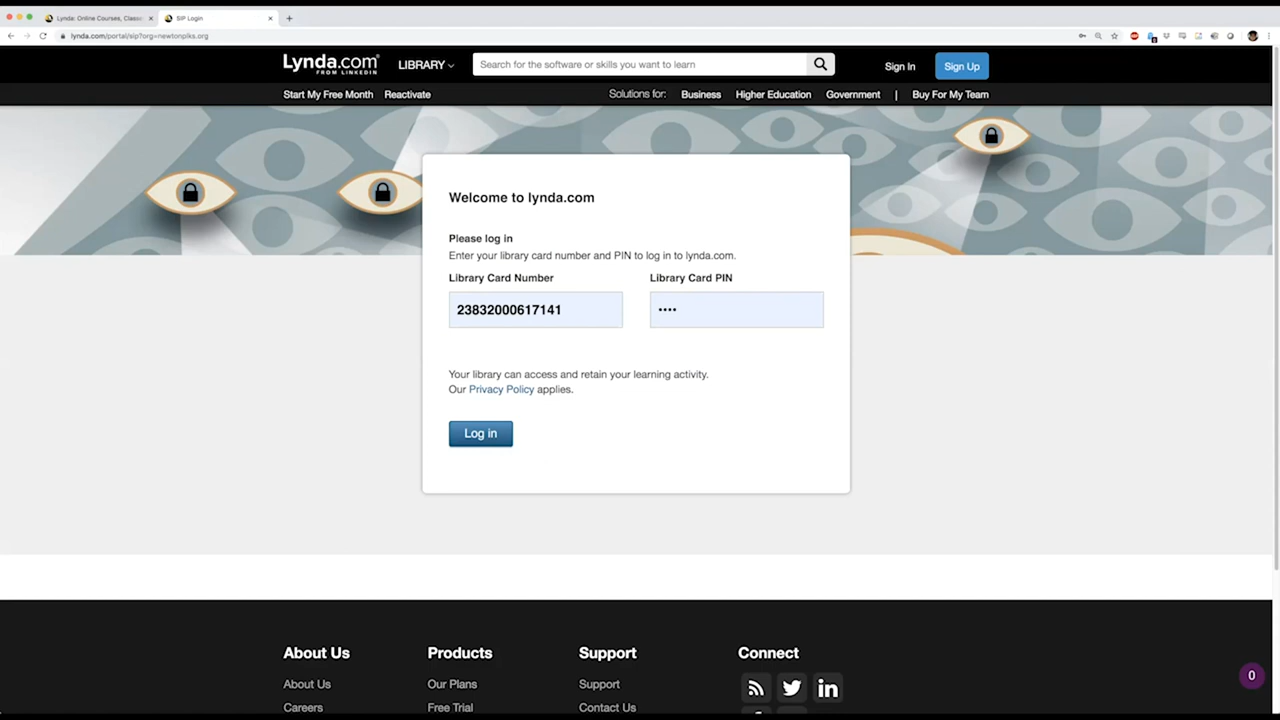 Lynda: Online Courses, Classes
SIP Login
lynda.com/portal/sip?org=newtonplks.org
Lynda.com
FROM LINKEDIN
LIBRARY
Search for the software or skills you want to learn
Sign In
Sign Up
Start My Free Month
Reactivate
Solutions for:
Business
Higher Education
Government
|
Buy For My Team
Welcome to lynda.com
Please log in
Enter your library card number and PIN to log in to lynda.com.
Library Card Number
Library Card PIN
23832000617141
••••
Your library can access and retain your learning activity.
Our Privacy Policy applies.
Log in
About Us
Products
Support
Connect
About Us
Our Plans
Support
Careers
Free Trial
Contact Us
0